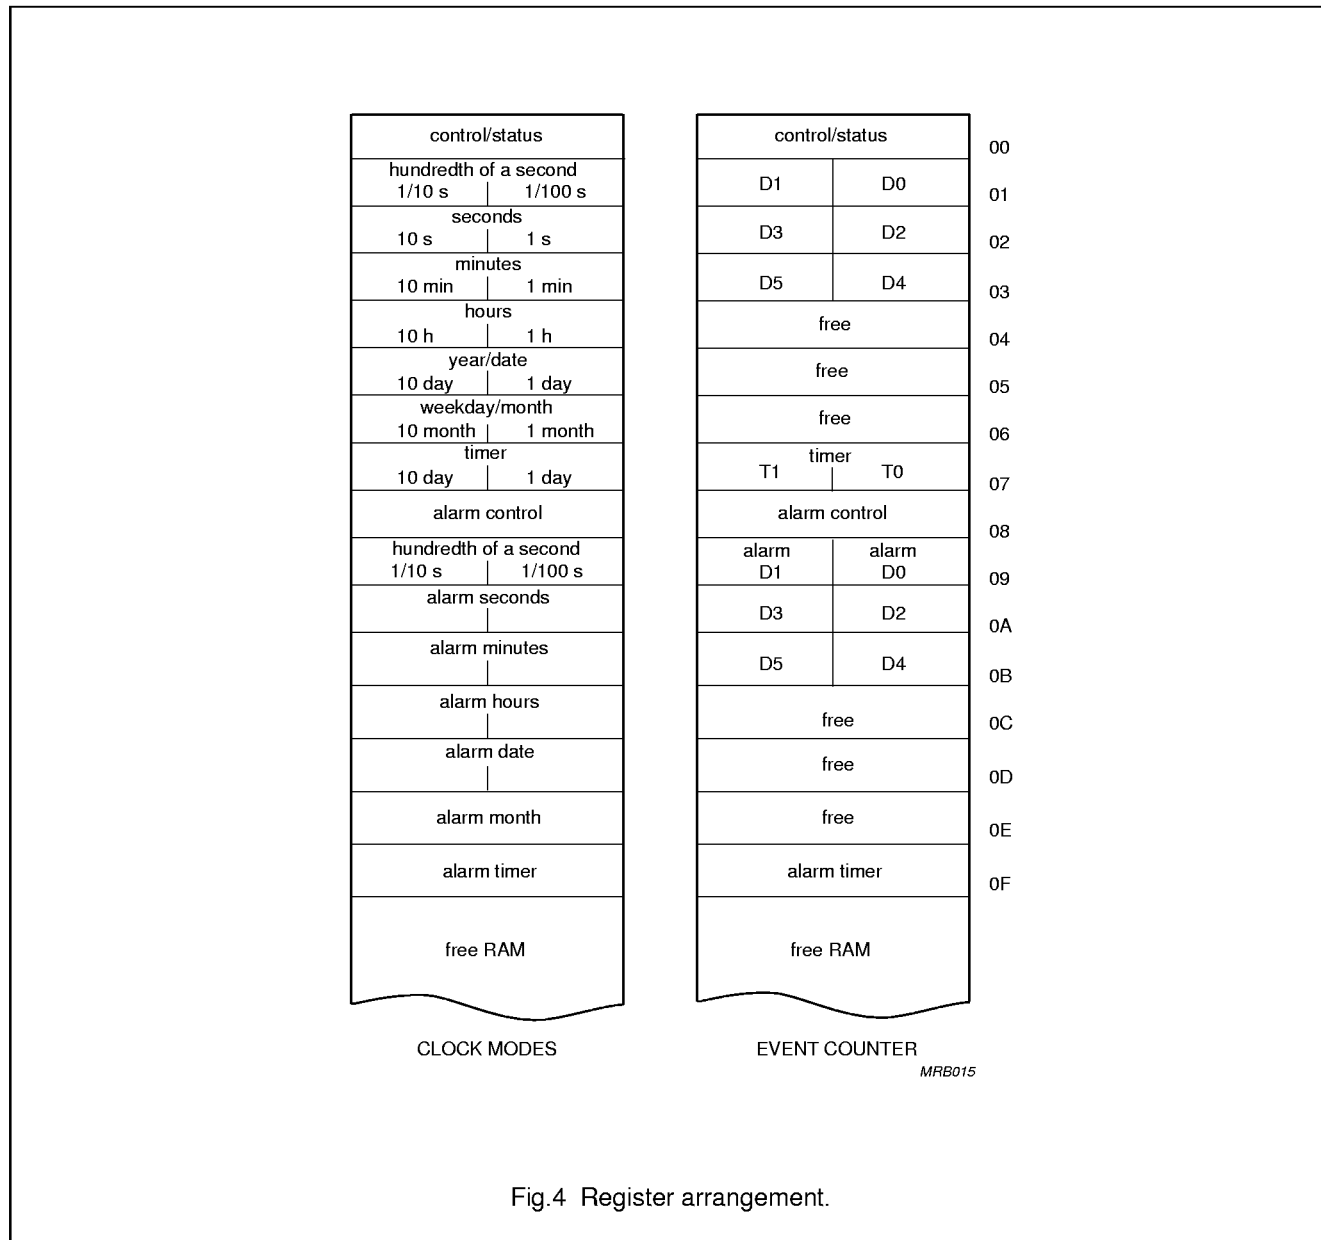 control/status control/status 00
hundredth of a second
1/10 s 1/100 s D1 D0 01
seconds
10 s 1 s D3 D2 02
minutes
10 min 1 min D5 D4 03
hours
10 h 1 h free 04
year/date
10 day 1 day free 05
weekday/month
10 month 1 month free 06
timer timer
10 day 1 day T1 T0 07
alarm control alarm control 08
hundredth of a second alarm alarm
1/10 s 1/100 s D1 D0 09
alarm seconds D3 D2 0A
alarm minutes D5 D4 0B
alarm hours free 0C
alarm date free 0D
alarm month free 0E
alarm timer alarm timer 0F
free RAM free RAM
CLOCK MODES EVENT COUNTER
MRB015
Fig.4 Register arrangement.